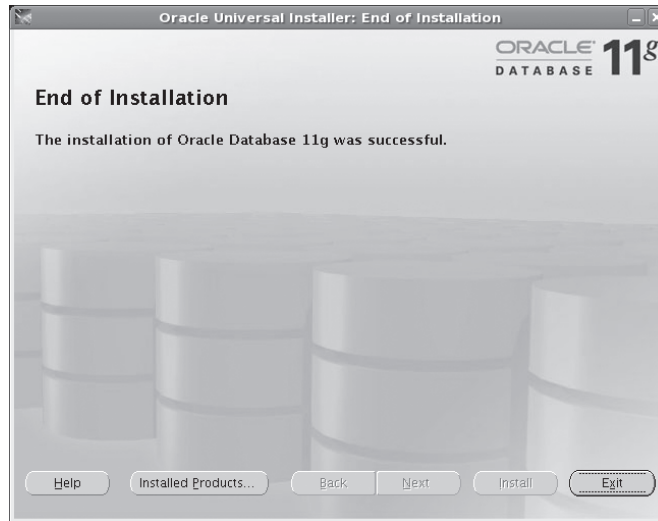 Oracle Universal Installer: End of Installation
ORACLE 11g
DATABASE
End of Installation
The installation of Oracle Database 11g was successful.
Help Installed Products... Back Next Install Exit